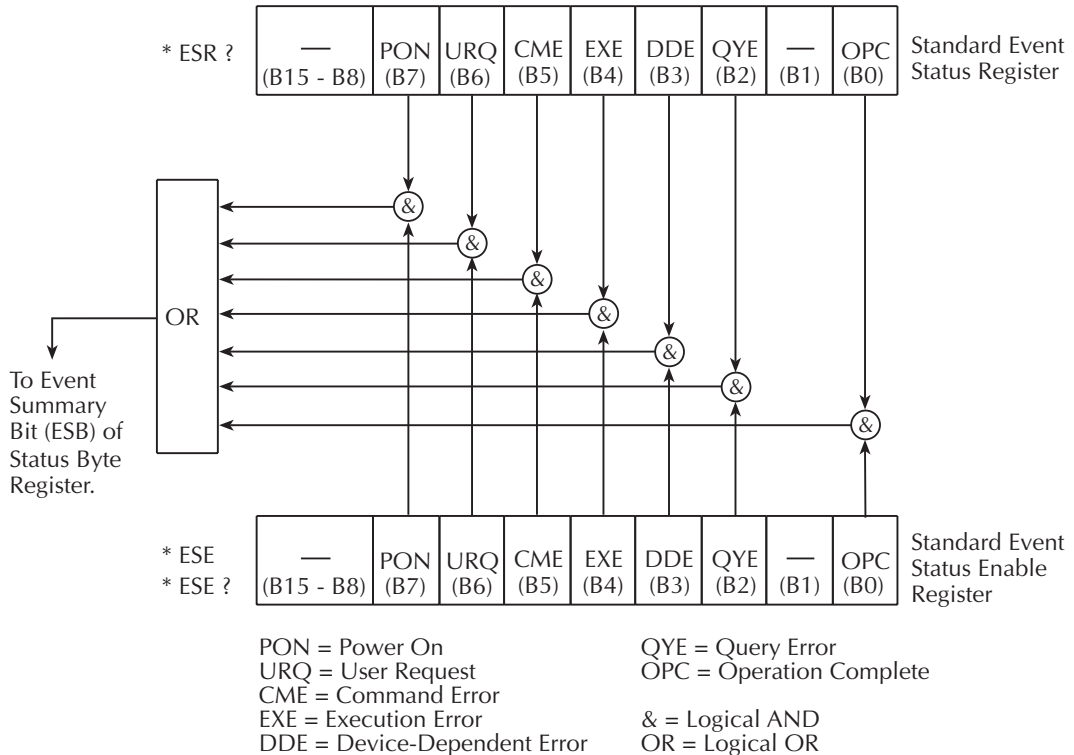 * ESR ?
— PON URQ CME EXE DDE QYE — OPC
(B15 - B8) (B7) (B6) (B5) (B4) (B3) (B2) (B1) (B0)
Standard Event
Status Register
&
&
&
&
&
&
&
OR
To Event
Summary
Bit (ESB) of
Status Byte
Register.
* ESE
* ESE ?
— PON URQ CME EXE DDE QYE — OPC
(B15 - B8) (B7) (B6) (B5) (B4) (B3) (B2) (B1) (B0)
Standard Event
Status Enable
Register
PON = Power On
URQ = User Request
CME = Command Error
EXE = Execution Error
DDE = Device-Dependent Error
QYE = Query Error
OPC = Operation Complete
& = Logical AND
OR = Logical OR